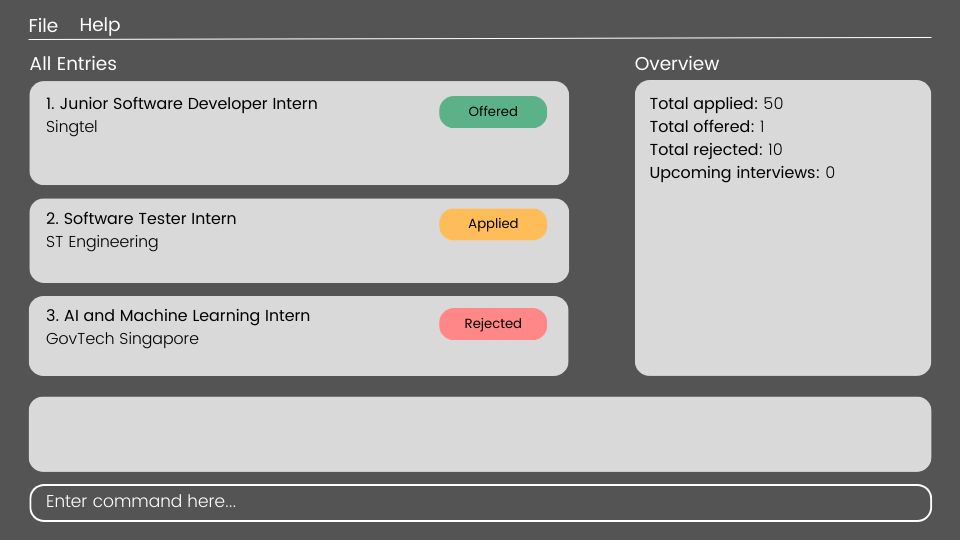 File Help
All Entries
1. Junior Software Developer Intern
Offered
Singtel
2. Software Tester Intern
Applied
ST Engineering
3. AI and Machine Learning Intern
Rejected
GovTech Singapore
Overview
Total applied: 50
Total offered: 1
Total rejected: 10
Upcoming interviews: 0
Enter command here...